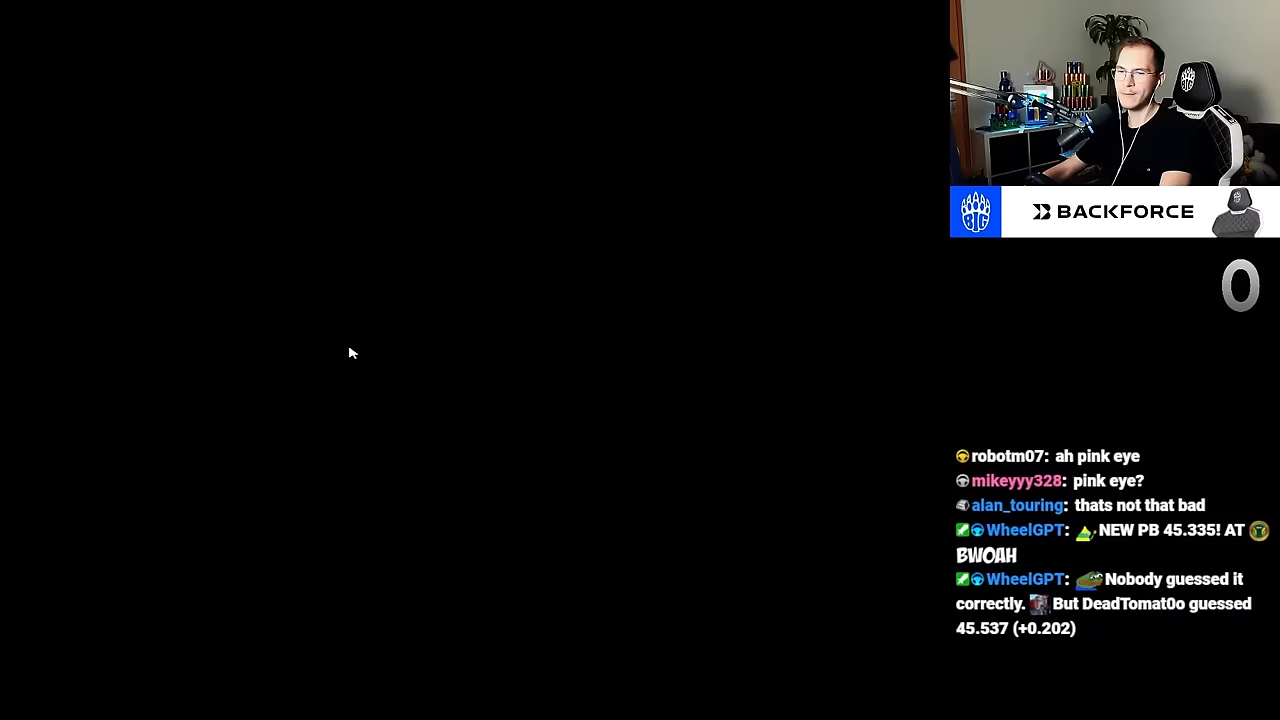 BIG
BACKFORCE
0
robotm07: ah pink eye
mikeyyy328: pink eye?
alan_touring: thats not that bad
WheelGPT: NEW PB 45.335! AT
BWOAH
WheelGPT: Nobody guessed it
correctly. But DeadTomat0o guessed
45.537 (+0.202)